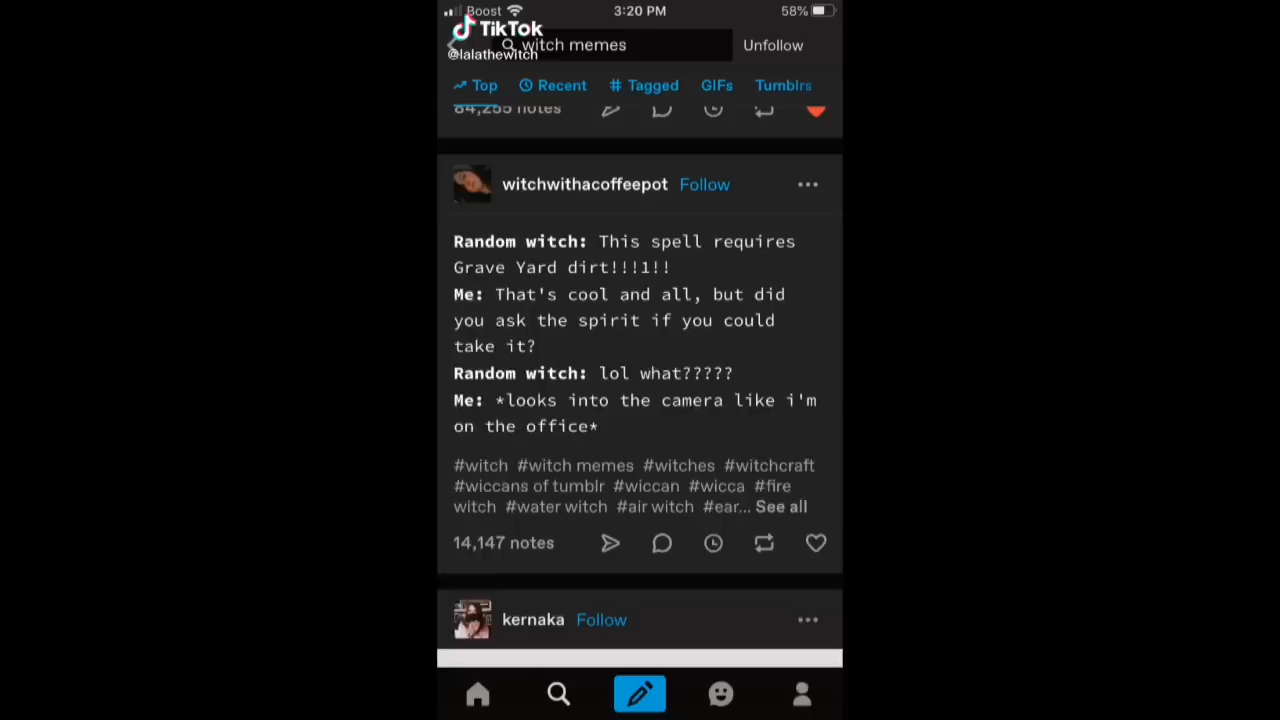 Boost 3:20 PM 58%
TikTok
witch memes Unfollow
@lalathewitch
Top Recent # Tagged GIFs Tumblrs
84,255 notes
witchwithacoffeepot Follow
Random witch: This spell requires
Grave Yard dirt!!!1!!
Me: That's cool and all, but did
you ask the spirit if you could
take it?
Random witch: lol what?????
Me: *looks into the camera like i'm
on the office*
#witch #witch memes #witches #witchcraft
#wiccans of tumblr #wiccan #wicca #fire
witch #water witch #air witch #ear... See all
14,147 notes
kernaka Follow